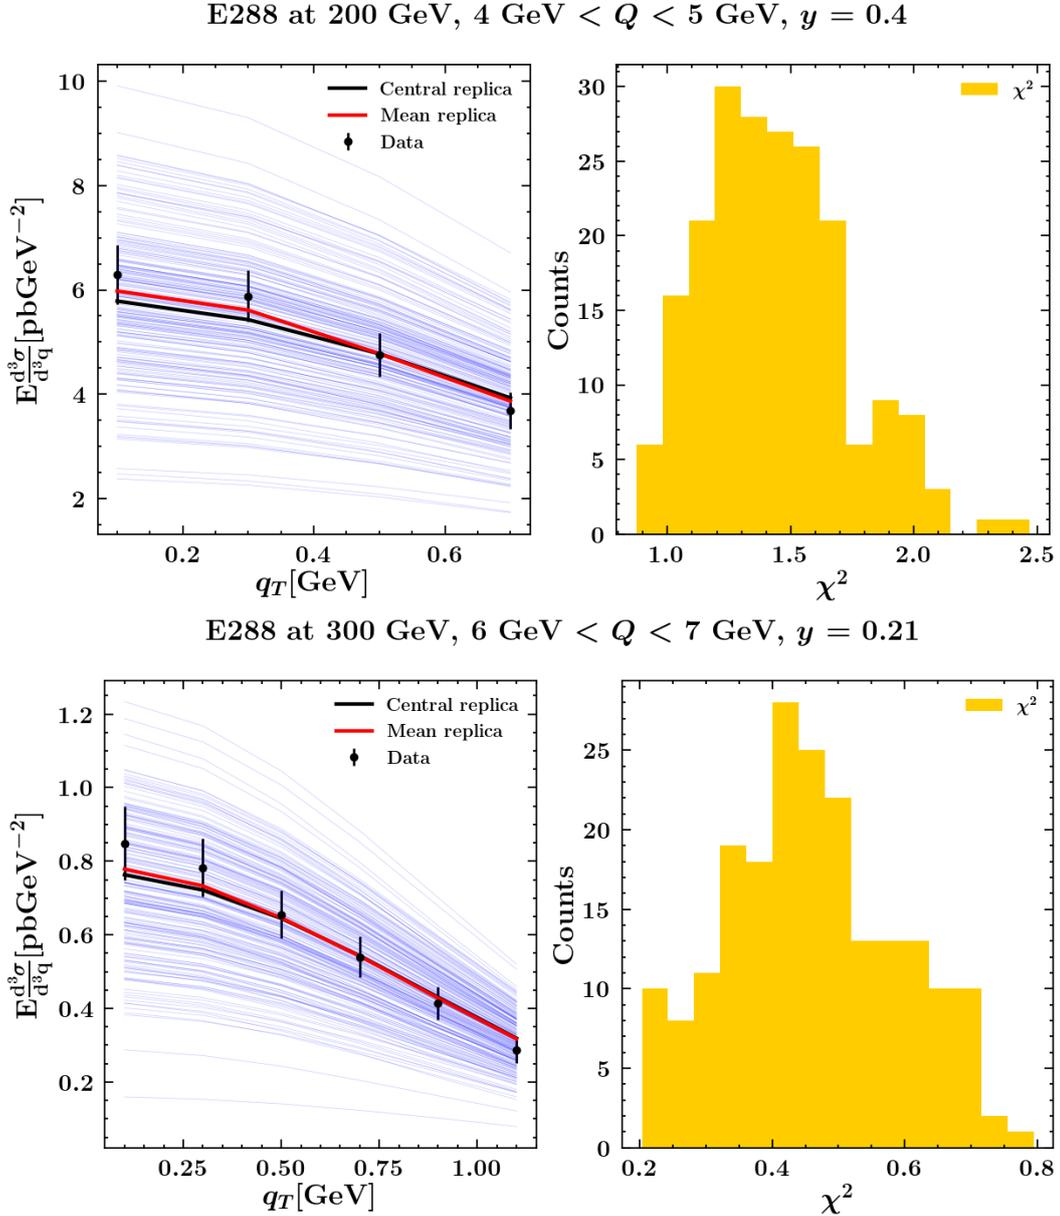 E288 at 200 GeV, 4 GeV < Q < 5 GeV, y = 0.4
10
8
6
4
2
E d³σ/d³q [pbGeV⁻²]
Central replica
Mean replica
Data
0.2 0.4 0.6
q_T[GeV]
30
25
20
15
10
5
0
Counts
χ²
1.0 1.5 2.0 2.5
χ²
E288 at 300 GeV, 6 GeV < Q < 7 GeV, y = 0.21
1.2
1.0
0.8
0.6
0.4
0.2
E d³σ/d³q [pbGeV⁻²]
Central replica
Mean replica
Data
0.25 0.50 0.75 1.00
q_T[GeV]
25
20
15
10
5
0
Counts
χ²
0.2 0.4 0.6 0.8
χ²